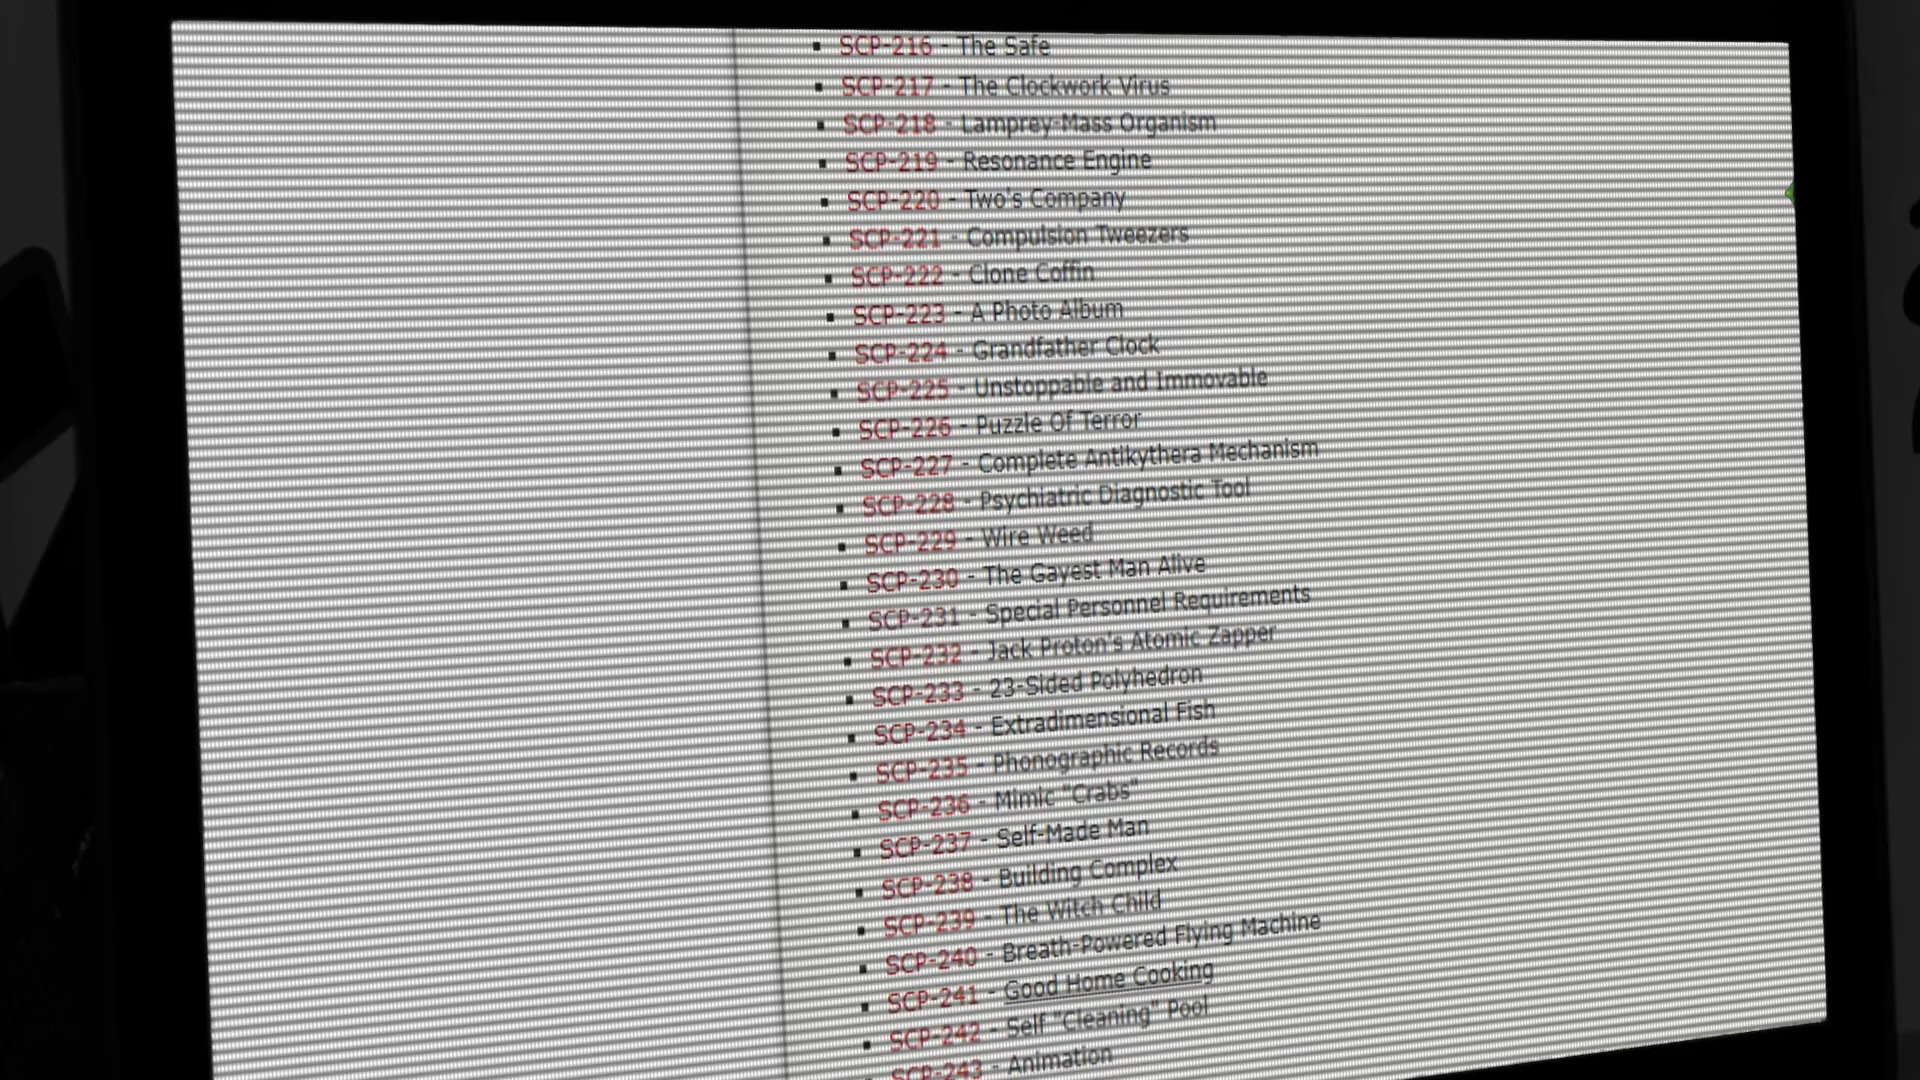 SCP-216 - The Safe
SCP-217 - The Clockwork Virus
SCP-218 - Lamprey-Mass Organism
SCP-219 - Resonance Engine
SCP-220 - Two's Company
SCP-221 - Compulsion Tweezers
SCP-222 - Clone Coffin
SCP-223 - A Photo Album
SCP-224 - Grandfather Clock
SCP-225 - Unstoppable and Immovable
SCP-226 - Puzzle Of Terror
SCP-227 - Complete Antikythera Mechanism
SCP-228 - Psychiatric Diagnostic Tool
SCP-229 - Wire Weed
SCP-230 - The Gayest Man Alive
SCP-231 - Special Personnel Requirements
SCP-232 - Jack Proton's Atomic Zapper
SCP-233 - 23-Sided Polyhedron
SCP-234 - Extradimensional Fish
SCP-235 - Phonographic Records
SCP-236 - Mimic "Crabs"
SCP-237 - Self-Made Man
SCP-238 - Building Complex
SCP-239 - The Witch Child
SCP-240 - Breath-Powered Flying Machine
SCP-241 - Good Home Cooking
SCP-242 - Self "Cleaning" Pool
SCP-243 - Animation